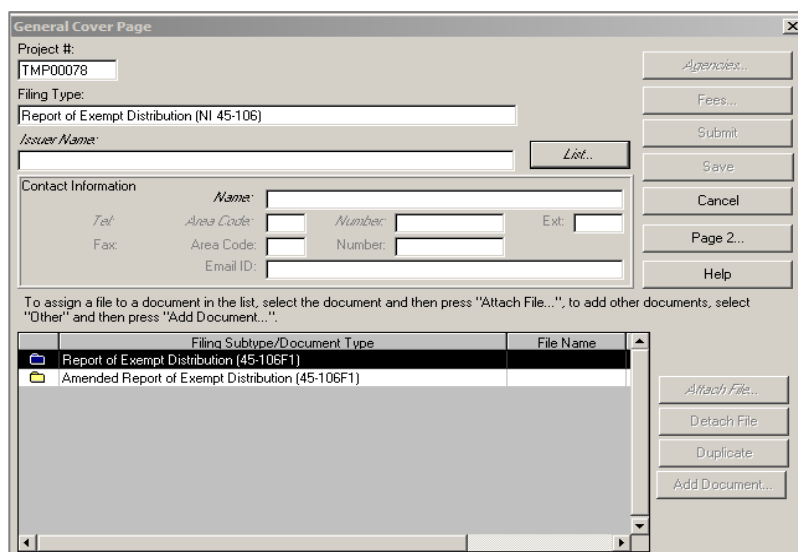 General Cover Page
Project #:
TMP00078
Agencies...
Filing Type:
Fees...
Report of Exempt Distribution (NI 45-106)
Submit
Issuer Name:
List...
Save
Contact Information
Name:
Cancel
Tel: Area Code: Number: Ext:
Page 2...
Fax: Area Code: Number:
Email ID:
Help
To assign a file to a document in the list, select the document and then press "Attach File...", to add other documents, select
"Other" and then press "Add Document...".
Filing Subtype/Document Type File Name
Report of Exempt Distribution (45-106F1)
Amended Report of Exempt Distribution (45-106F1)
Attach File...
Detach File
Duplicate
Add Document...